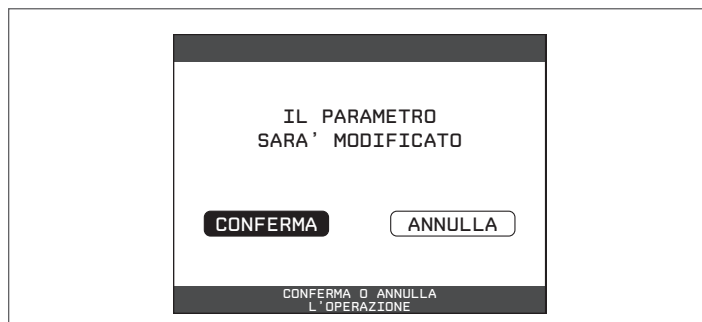 IL PARAMETRO
SARA' MODIFICATO
CONFERMA
ANNULLA
CONFERMA O ANNULLA
L'OPERAZIONE